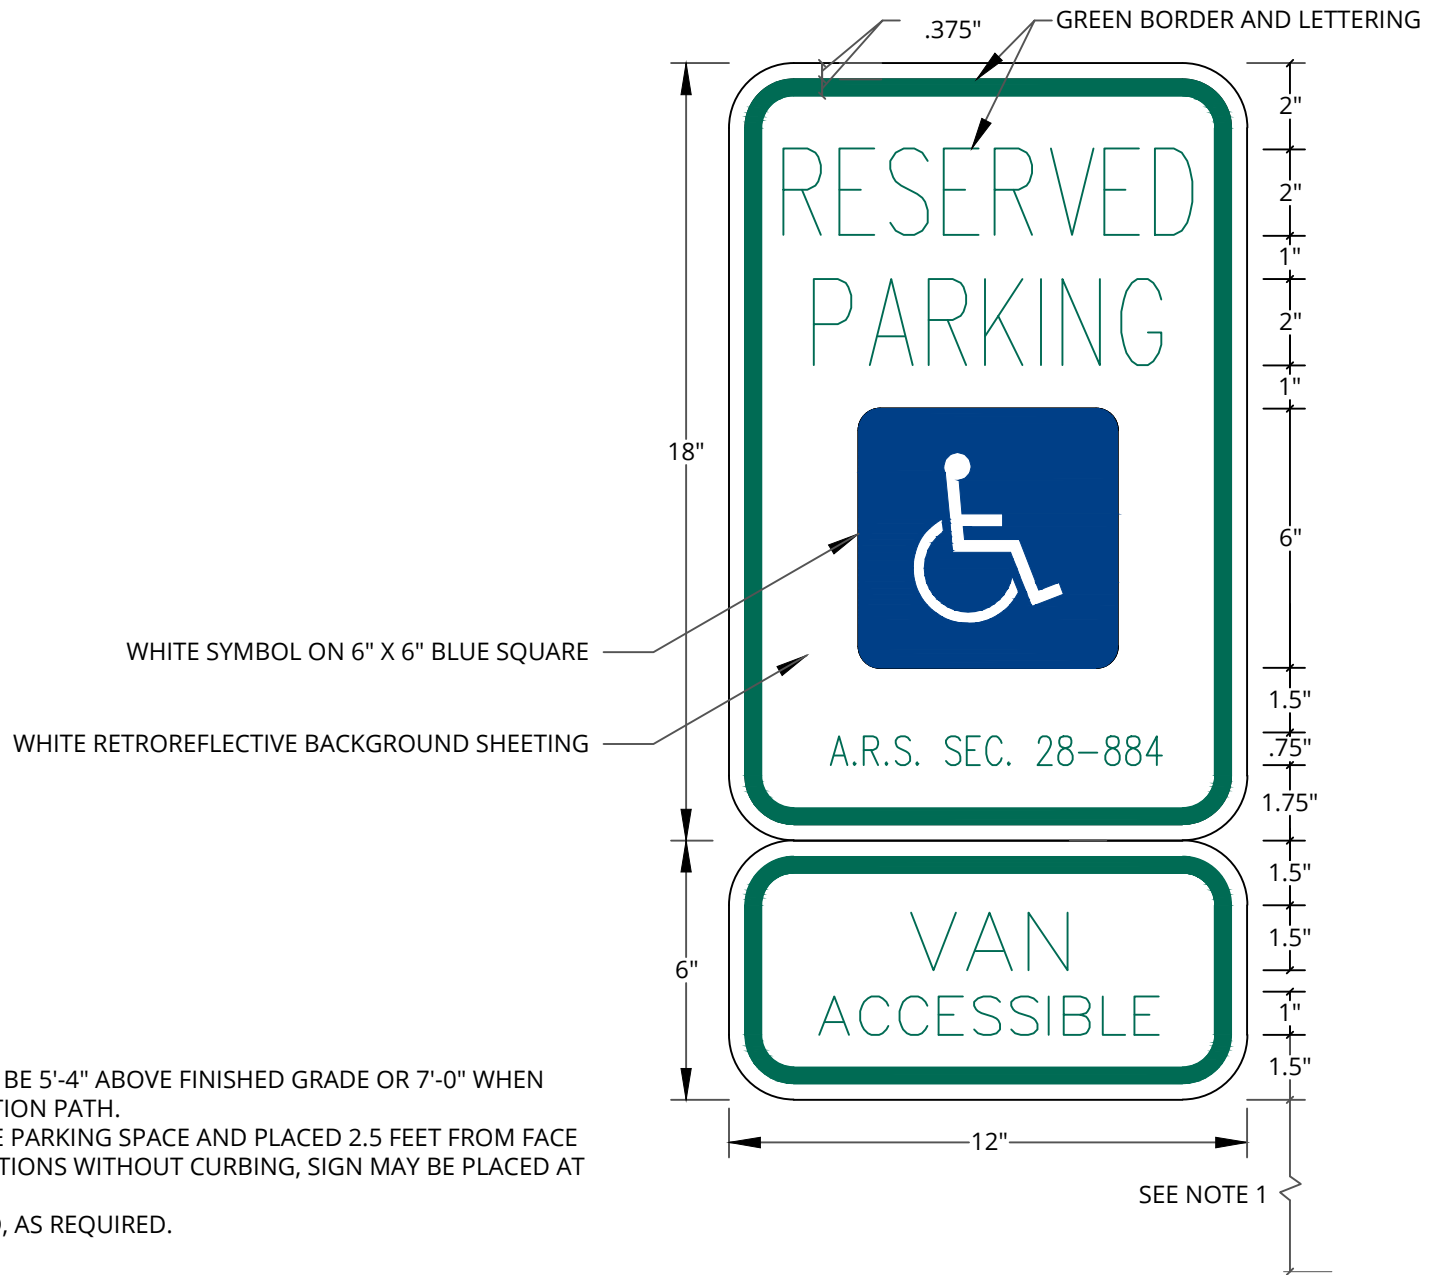 .375"
GREEN BORDER AND LETTERING
2"
RESERVED
2"
1"
PARKING
2"
1"
18"
6"
WHITE SYMBOL ON 6" X 6" BLUE SQUARE
1.5"
WHITE RETROREFLECTIVE BACKGROUND SHEETING
A.R.S. SEC. 28-884
.75"
1.75"
1.5"
VAN
1.5"
6"
ACCESSIBLE
1"
1.5"
BE 5'-4" ABOVE FINISHED GRADE OR 7'-0" WHEN
TION PATH.
E PARKING SPACE AND PLACED 2.5 FEET FROM FACE
TIONS WITHOUT CURBING, SIGN MAY BE PLACED AT
, AS REQUIRED.
12"
SEE NOTE 1